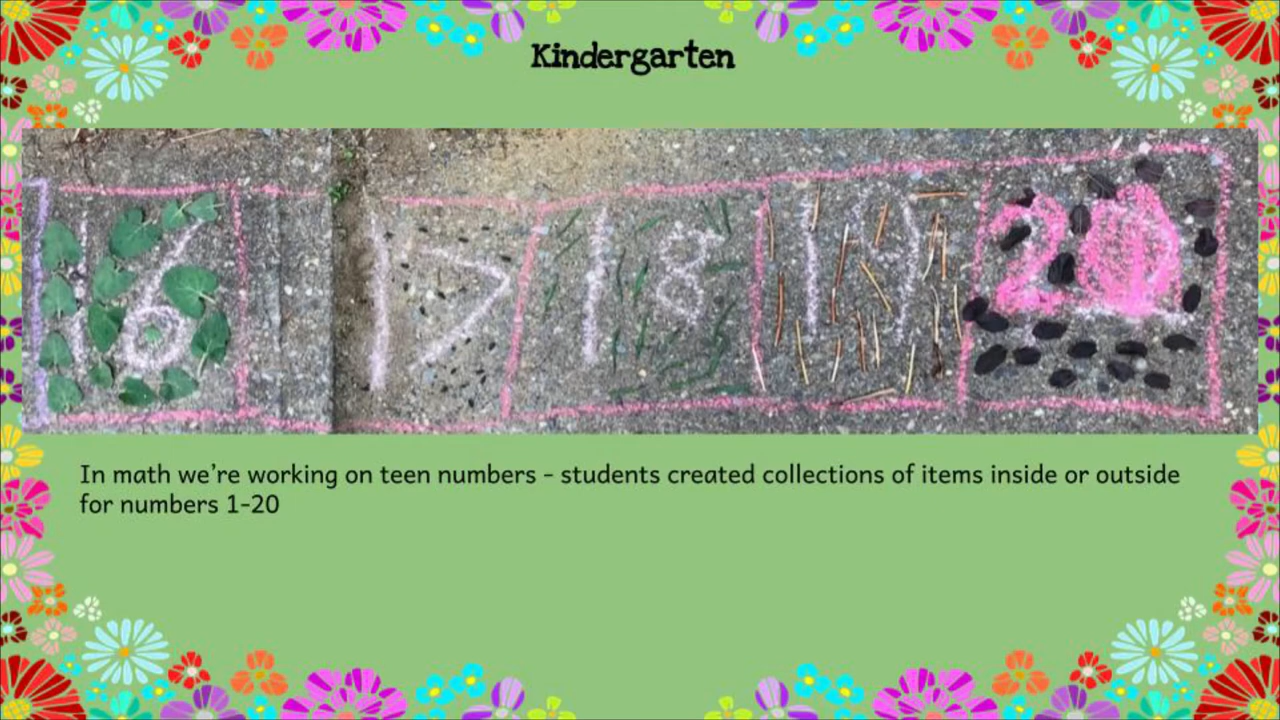 Kindergarten
16 17 18 19 20
In math we're working on teen numbers - students created collections of items inside or outside
for numbers 1-20